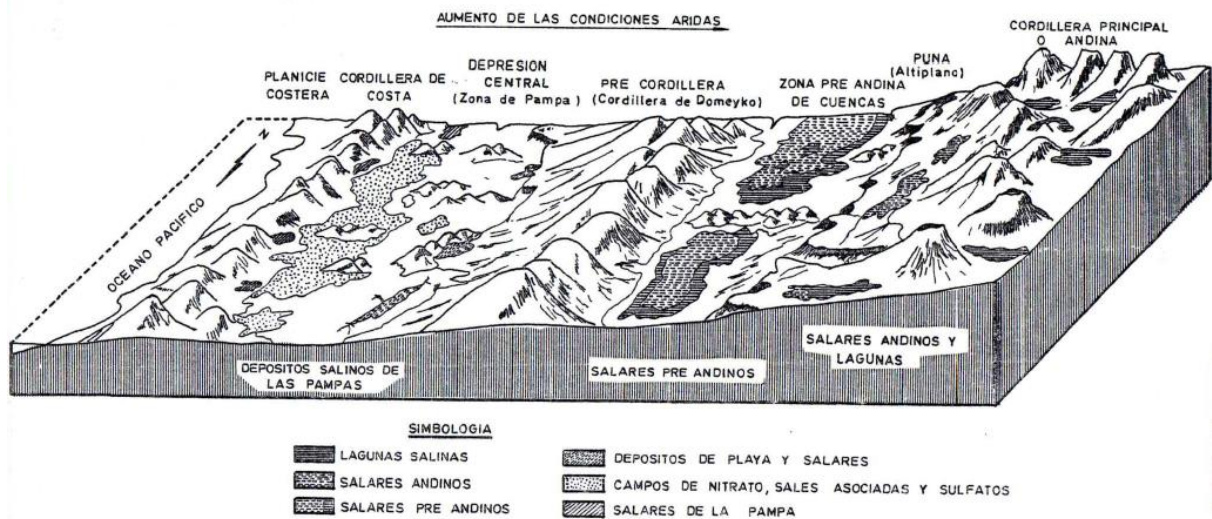 AUMENTO DE LAS CONDICIONES ARIDAS
CORDILLERA PRINCIPAL
O ANDINA
PUNA
(Altiplano)
PLANICIE
COSTERA
CORDILLERA DE
COSTA
DEPRESION
CENTRAL
(Zona de Pampa)
PRE CORDILLERA
(Cordillera de Domeyko)
ZONA PRE ANDINA
DE CUENCAS
N
OCEANO PACIFICO
DEPOSITOS SALINOS DE
LAS PAMPAS
SALARES PRE ANDINOS
SALARES ANDINOS Y
LAGUNAS
SIMBOLOGIA
LAGUNAS SALINAS
SALARES ANDINOS
SALARES PRE ANDINOS
DEPOSITOS DE PLAYA Y SALARES
CAMPOS DE NITRATO, SALES ASOCIADAS Y SULFATOS
SALARES DE LA PAMPA